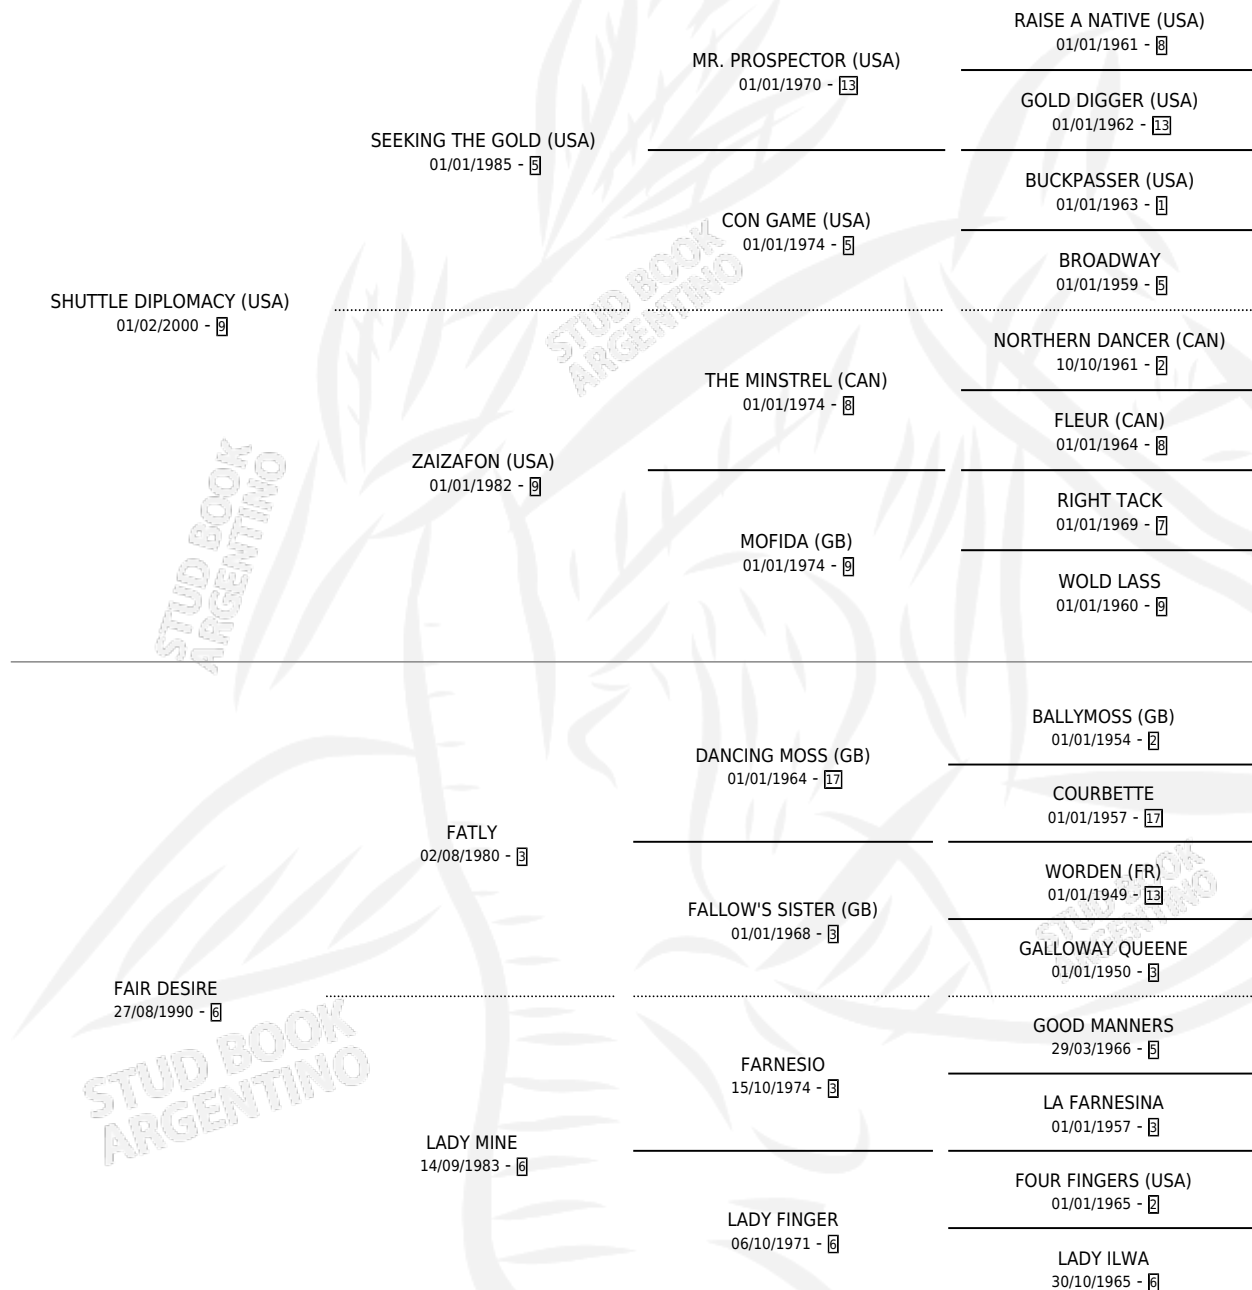 RAISE A NATIVE (USA)
01/01/1961 - 8
MR. PROSPECTOR (USA)
01/01/1970 - 13
GOLD DIGGER (USA)
01/01/1962 - 13
SEEKING THE GOLD (USA)
01/01/1985 - 5
BUCKPASSER (USA)
01/01/1963 - 1
CON GAME (USA)
01/01/1974 - 5
BROADWAY
01/01/1959 - 5
SHUTTLE DIPLOMACY (USA)
01/02/2000 - 9
NORTHERN DANCER (CAN)
10/10/1961 - 2
THE MINSTREL (CAN)
01/01/1974 - 8
FLEUR (CAN)
01/01/1964 - 8
ZAIZAFON (USA)
01/01/1982 - 9
RIGHT TACK
01/01/1969 - 7
MOFIDA (GB)
01/01/1974 - 9
WOLD LASS
01/01/1960 - 9
BALLYMOSS (GB)
01/01/1954 - 2
DANCING MOSS (GB)
01/01/1964 - 17
COURBETTE
01/01/1957 - 17
FATLY
02/08/1980 - 3
WORDEN (FR)
01/01/1949 - 13
FALLOW'S SISTER (GB)
01/01/1968 - 3
GALLOWAY QUEENE
01/01/1950 - 3
FAIR DESIRE
27/08/1990 - 6
GOOD MANNERS
29/03/1966 - 5
FARNESIO
15/10/1974 - 3
LA FARNESINA
01/01/1957 - 3
LADY MINE
14/09/1983 - 6
FOUR FINGERS (USA)
01/01/1965 - 2
LADY FINGER
06/10/1971 - 6
LADY ILWA
30/10/1965 - 6
STUD BOOK
ARGENTINO
STUD BOOK
ARGENTINO
STUD BOOK
ARGENTINO
STUD BOOK
ARGENTINO